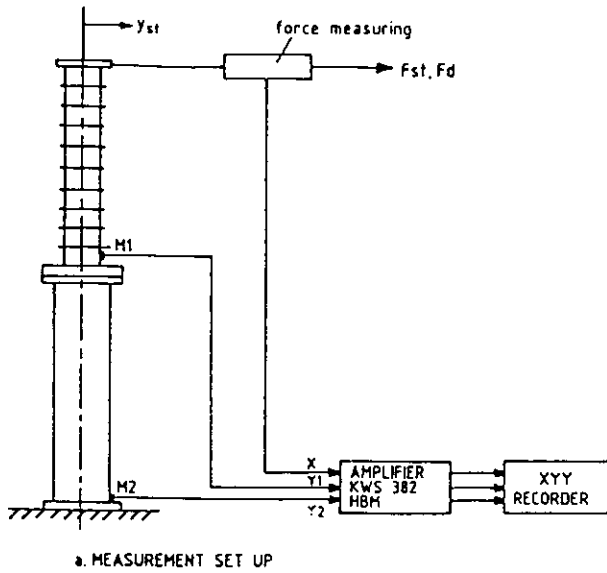 yst
force measuring
Fst, Fd
M1
M2
X
Y1
Y2
AMPLIFIER
KWS 382
HBM
XYY
RECORDER
a. MEASUREMENT SET UP